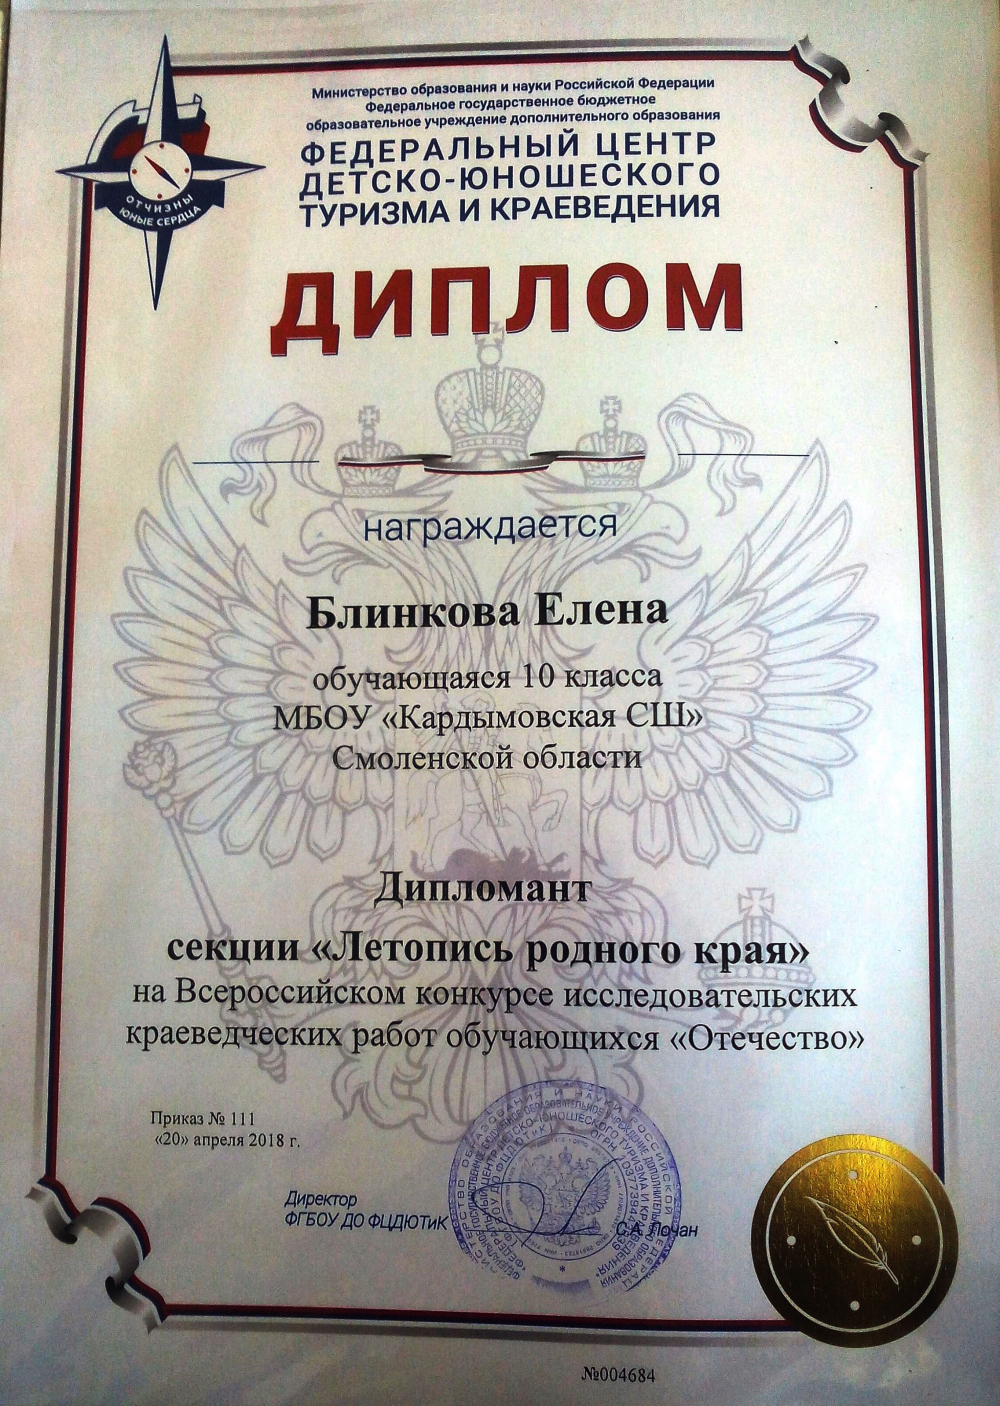 Министерство образования и науки Российской Федерации
Федеральное государственное бюджетное
образовательное учреждение дополнительного образования
ФЕДЕРАЛЬНЫЙ ЦЕНТР
ДЕТСКО-ЮНОШЕСКОГО
ТУРИЗМА И КРАЕВЕДЕНИЯ
ОТЧИЗНЫ
ЮНЫЕ СЕРДЦА
ДИПЛОМ
награждается
Блинкова Елена
обучающаяся 10 класса
МБОУ «Кардымовская СШ»
Смоленской области
Дипломант
секции «Летопись родного края»
на Всероссийском конкурсе исследовательских
краеведческих работ обучающихся «Отечество»
Приказ № 111
«20» апреля 2018 г.
Директор
ФГБОУ ДО ФЦДЮТиК
С.А. Почан
№004684